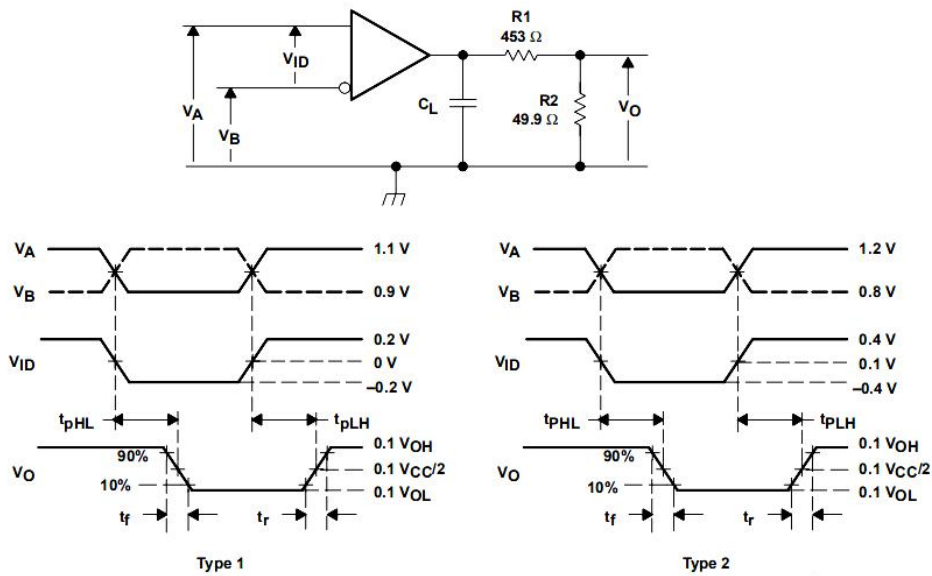 R1
453 Ω
VID
VA
VB
CL
R2
49.9 Ω
VO
VA
1.1 V
VB
0.9 V
0.2 V
VID
0 V
–0.2 V
tpHL
tpLH
0.1 VOH
90%
VO
0.1 VCC/2
10%
0.1 VOL
tf
tr
Type 1
VA
1.2 V
VB
0.8 V
0.4 V
VID
0.1 V
–0.4 V
tPHL
tPLH
0.1 VOH
90%
VO
0.1 VCC/2
10%
0.1 VOL
tf
tr
Type 2